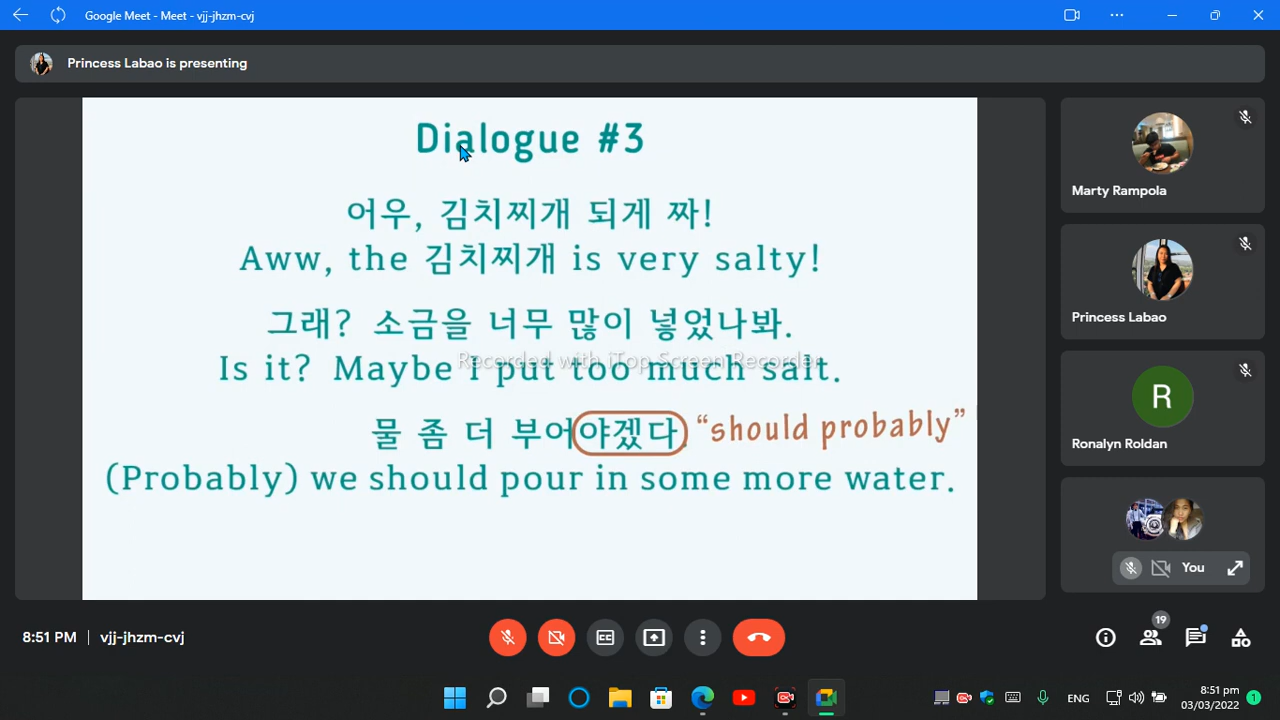 Google Meet - Meet - vjj-jhzm-cvj
Princess Labao is presenting
Dialogue #3
어우, 김치찌개 되게 짜!
Aww, the 김치찌개 is very salty!
그래? 소금을 너무 많이 넣었나봐.
Recorded with iTop Screen Recorder
Is it? Maybe I put too much salt.
물 좀 더 부어야겠다. “should probably”
(Probably) we should pour in some more water.
Marty Rampola
Princess Labao
R
Ronalyn Roldan
You
8:51 PM | vjj-jhzm-cvj
CC
19
ENG
8:51 pm
03/03/2022
1